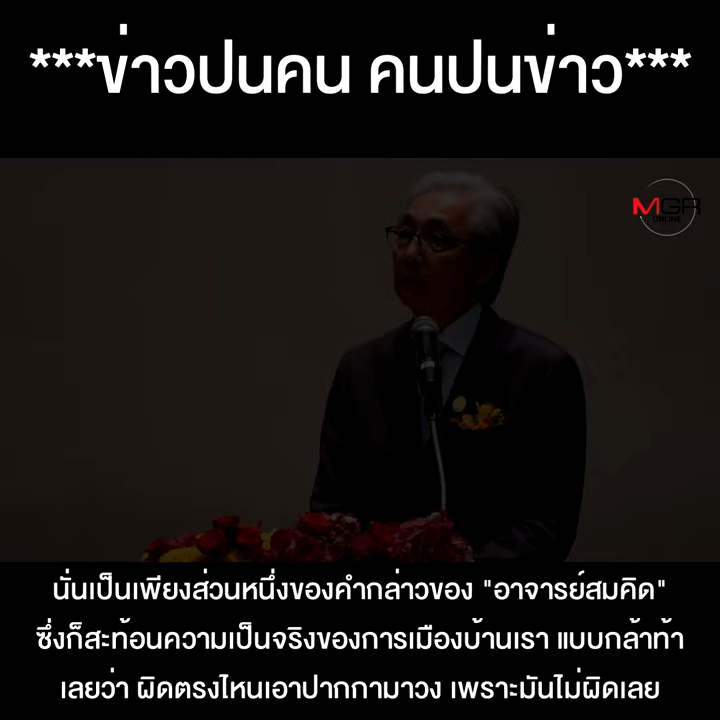 ***ข่าวปนคน คนปนข่าว***
MGR
ONLINE
นั่นเป็นเพียงส่วนหนึ่งของคำกล่าวของ "อาจารย์สมคิด"
ซึ่งก็สะท้อนความเป็นจริงของการเมืองบ้านเรา แบบกล้าท้า
เลยว่า ผิดตรงไหนเอาปากกามาวง เพราะมันไม่ผิดเลย